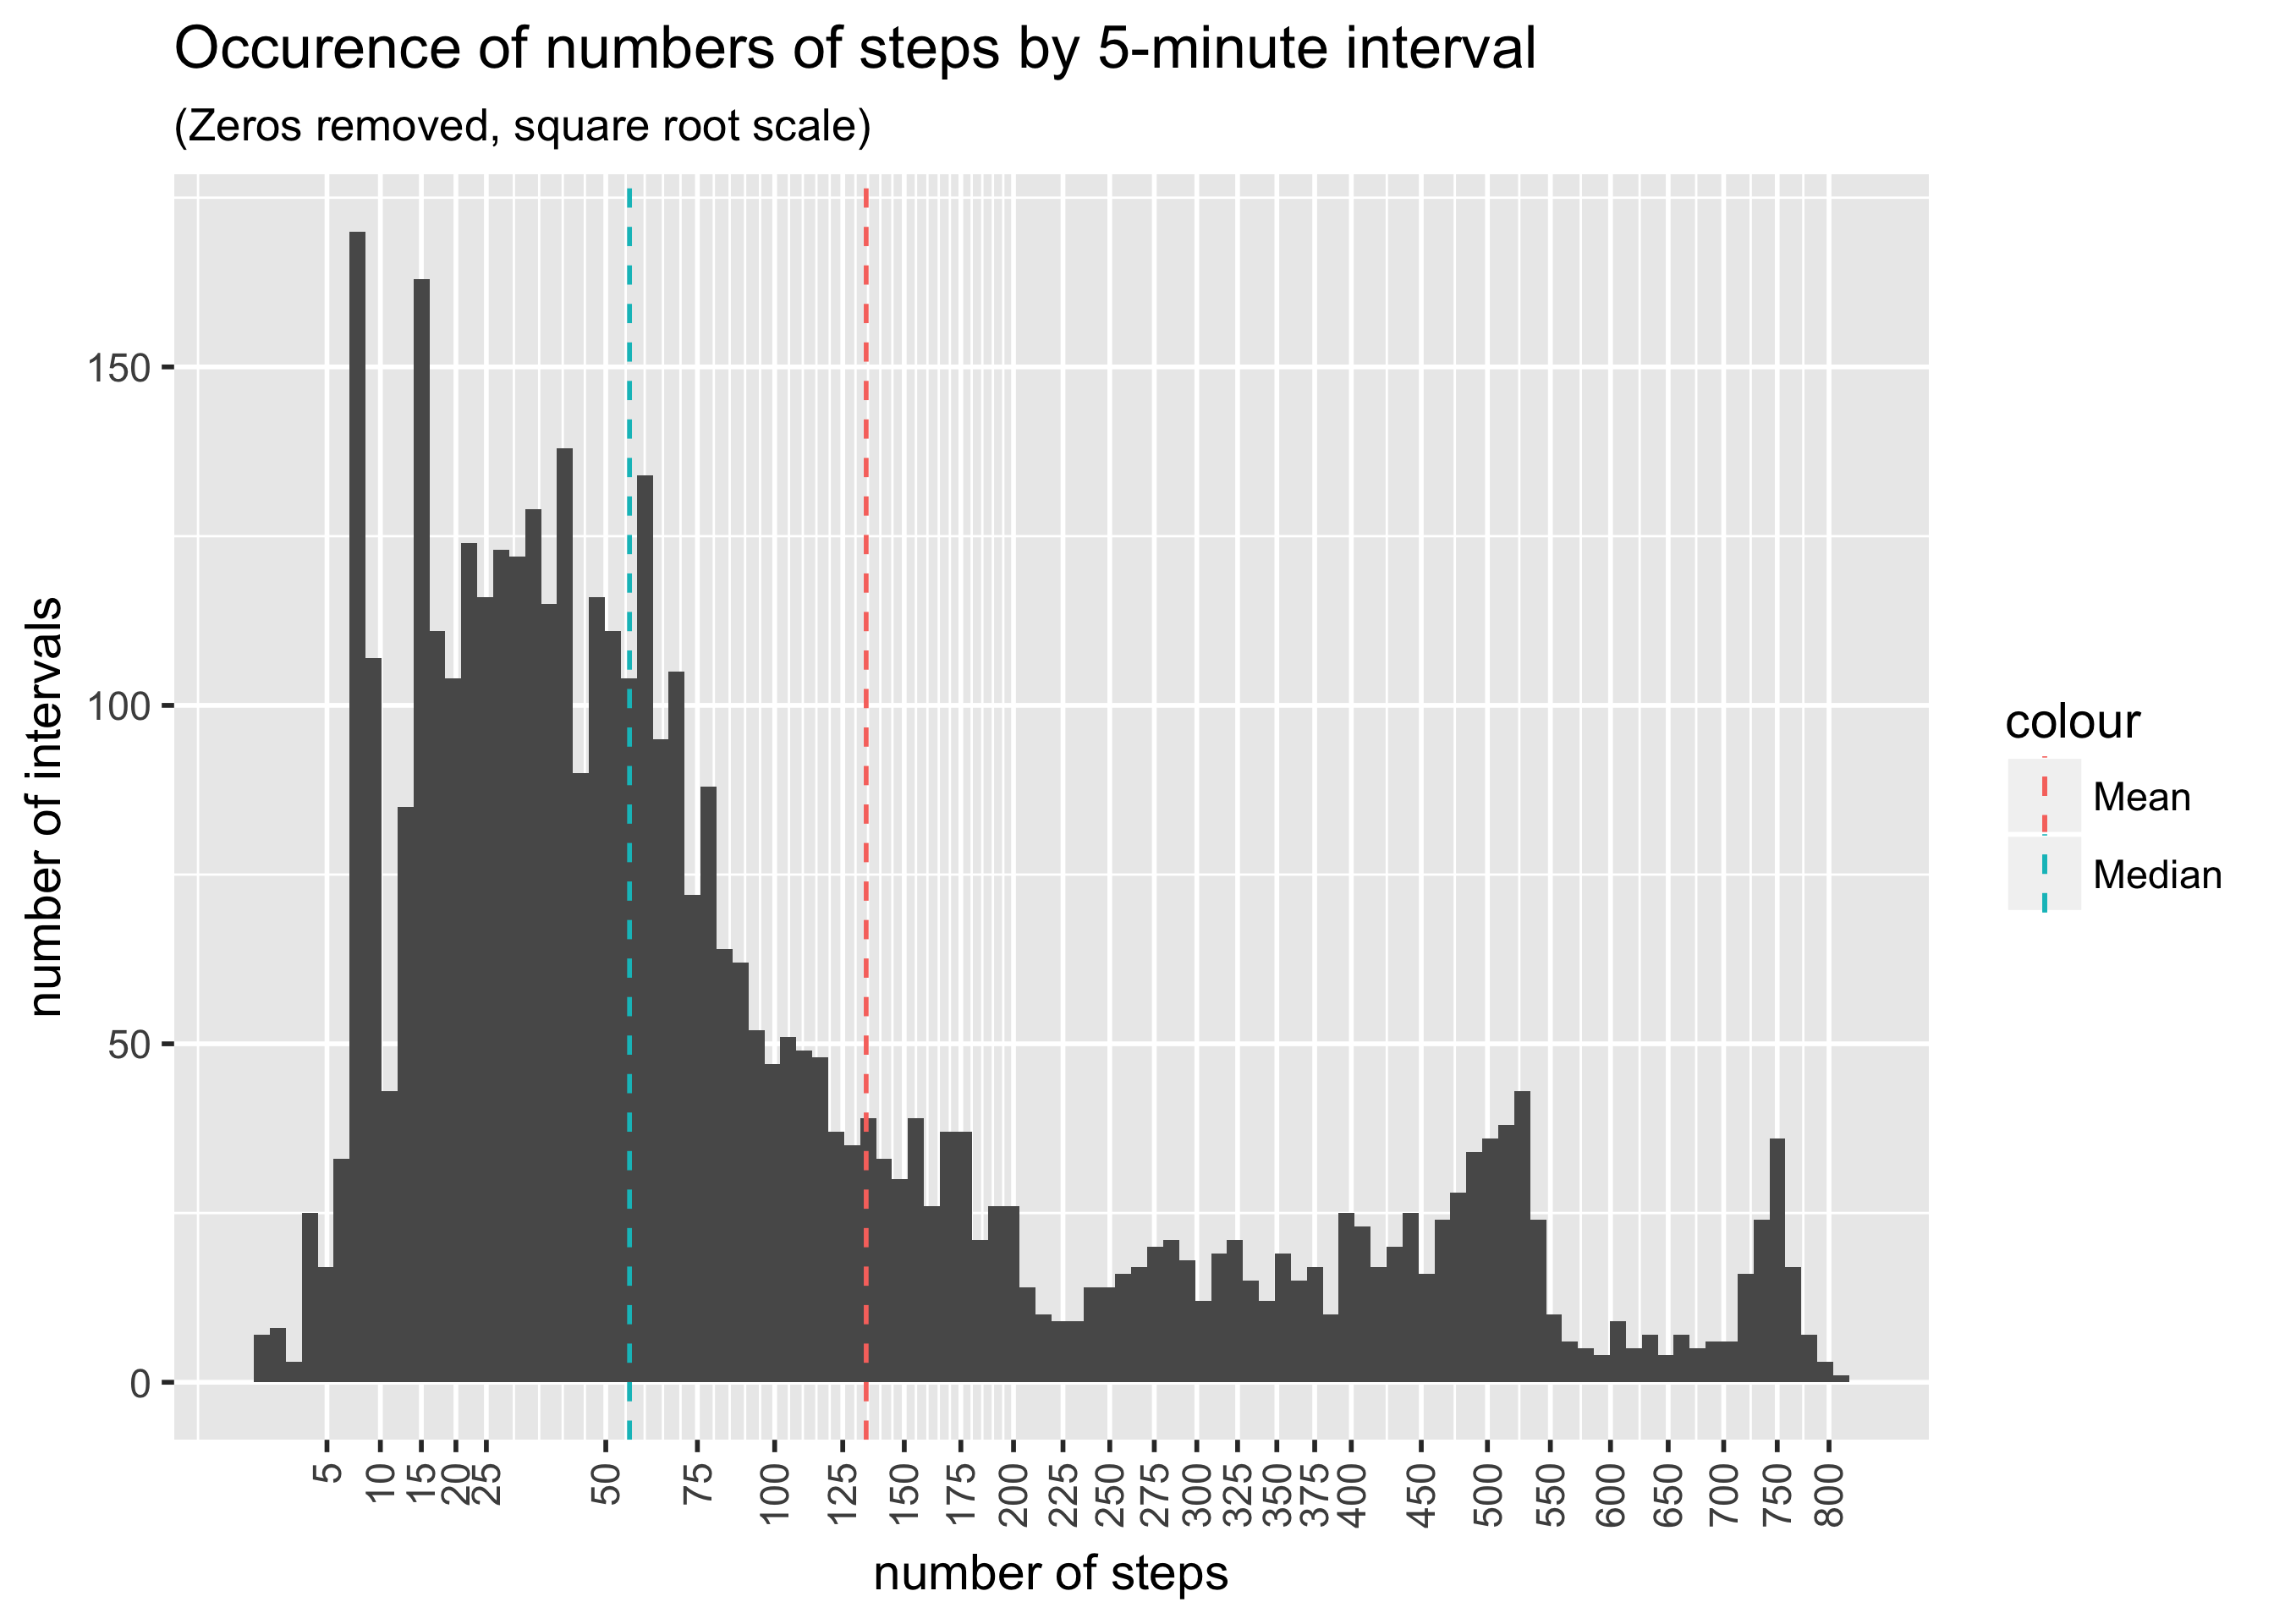 Occurence of numbers of steps by 5-minute interval
(Zeros removed, square root scale)
number of intervals
150
100
50
0
5 10 15 20 25 50 75 100 125 150 175 200 225 250 275 300 325 350 375 400 450 500 550 600 650 700 750 800
number of steps
colour
Mean
Median